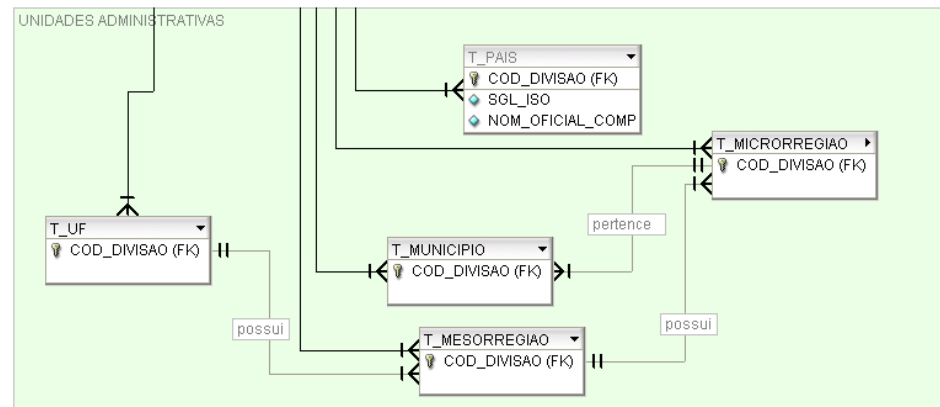 UNIDADES ADMINISTRATIVAS
T_PAIS
COD_DIVISAO (FK)
SGL_ISO
NOM_OFICIAL_COMP
T_MICRORREGIAO
COD_DIVISAO (FK)
pertence
T_UF
COD_DIVISAO (FK)
T_MUNICIPIO
COD_DIVISAO (FK)
possui
possui
T_MESORREGIAO
COD_DIVISAO (FK)